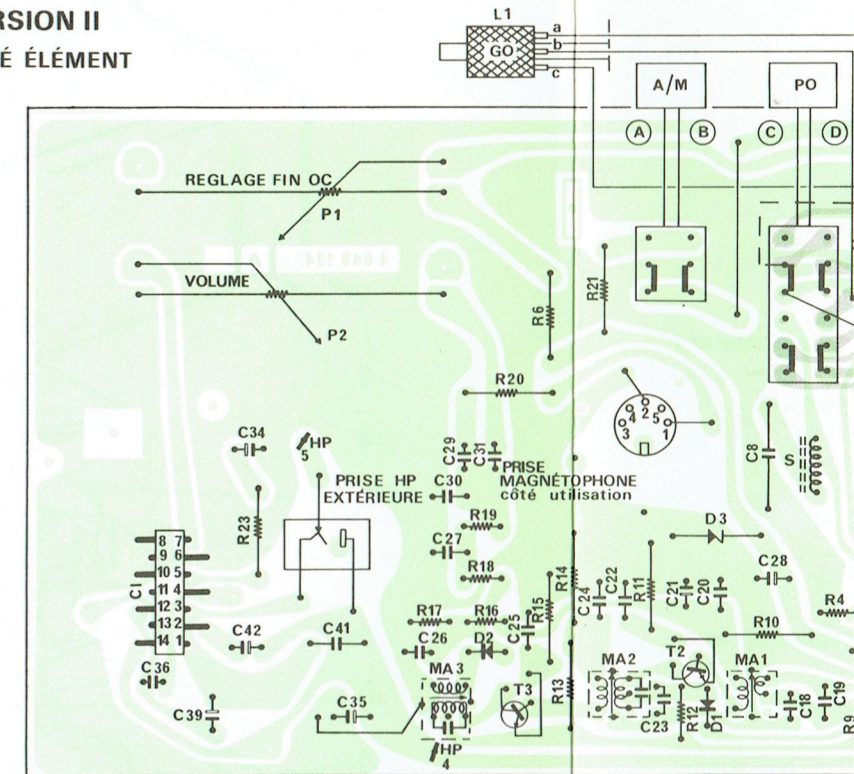 RSION II
É ÉLÉMENT
L1
GO
a
b
c
A/M
PO
A
B
C
D
REGLAGE FIN OC
P1
VOLUME
P2
R6
R21
R20
4
2
5
3
1
C34
HP
5
C29
C31
PRISE HP
EXTÉRIEURE
C30
PRISE
MAGNÉTOPHONE
côté utilisation
C8
S
R23
R19
C27
R18
D3
C28
CI
8 7
9 6
10 5
11 4
12 3
13 2
14 1
R14
C24
C22
R11
C21
C20
R4
R17
R16
C25
R15
R10
C42
C41
C26
D2
C36
MA3
T3
R13
MA2
T2
MA1
C39
C35
C23
R12
D1
C18
C19
R9
HP
4